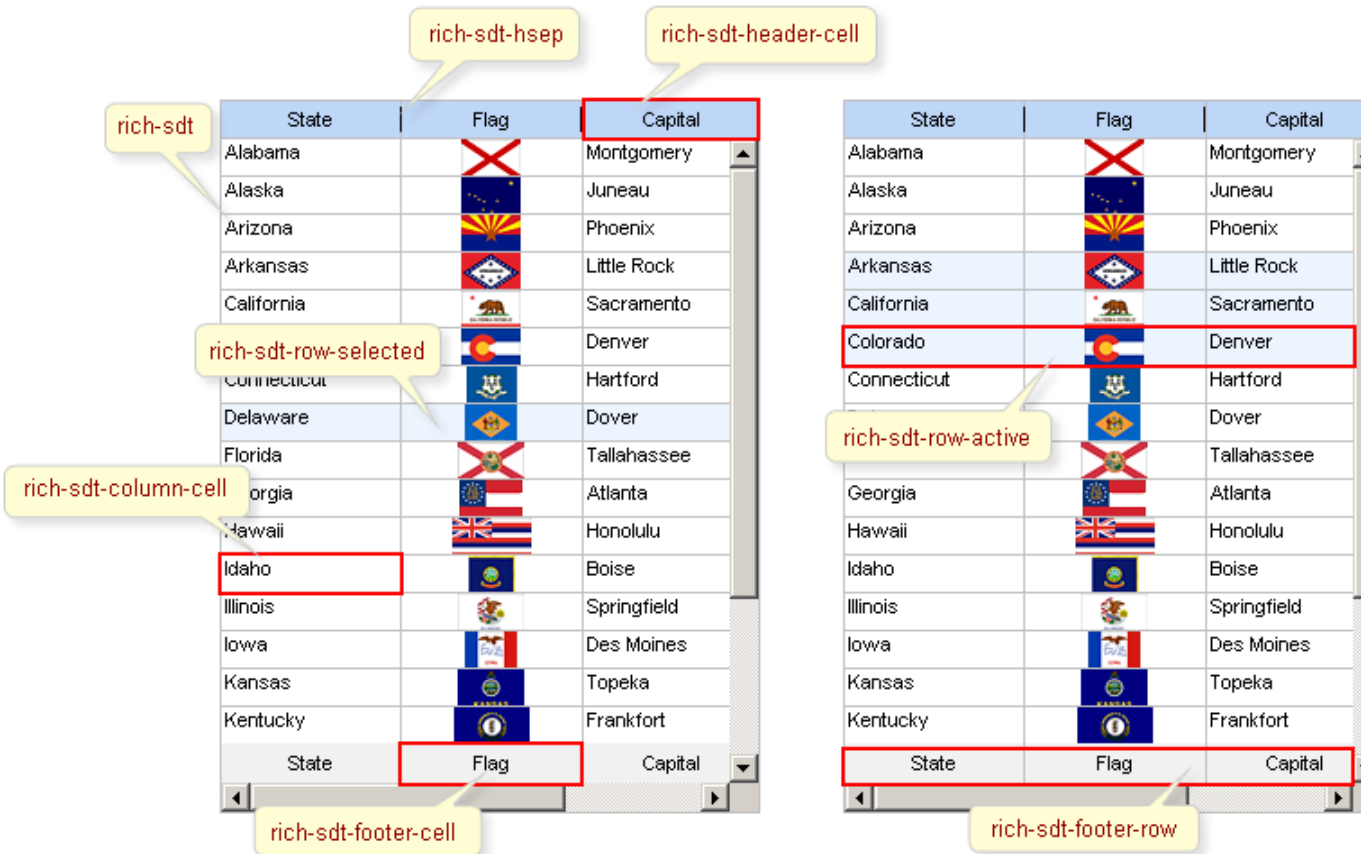 rich-sdt-hsep
rich-sdt-header-cell
rich-sdt
State Flag Capital
Alabama Montgomery
Alaska Juneau
Arizona Phoenix
Arkansas Little Rock
California Sacramento
rich-sdt-row-selected
Denver
Connecticut Hartford
Delaware Dover
Florida Tallahassee
rich-sdt-column-cell
orgia Atlanta
Hawaii Honolulu
Idaho Boise
Illinois Springfield
Iowa Des Moines
Kansas Topeka
Kentucky Frankfort
State Flag Capital
rich-sdt-footer-cell
State Flag Capital
Alabama Montgomery
Alaska Juneau
Arizona Phoenix
Arkansas Little Rock
California Sacramento
Colorado Denver
Connecticut Hartford
Dover
rich-sdt-row-active
Tallahassee
Georgia Atlanta
Hawaii Honolulu
Idaho Boise
Illinois Springfield
Iowa Des Moines
Kansas Topeka
Kentucky Frankfort
State Flag Capital
rich-sdt-footer-row